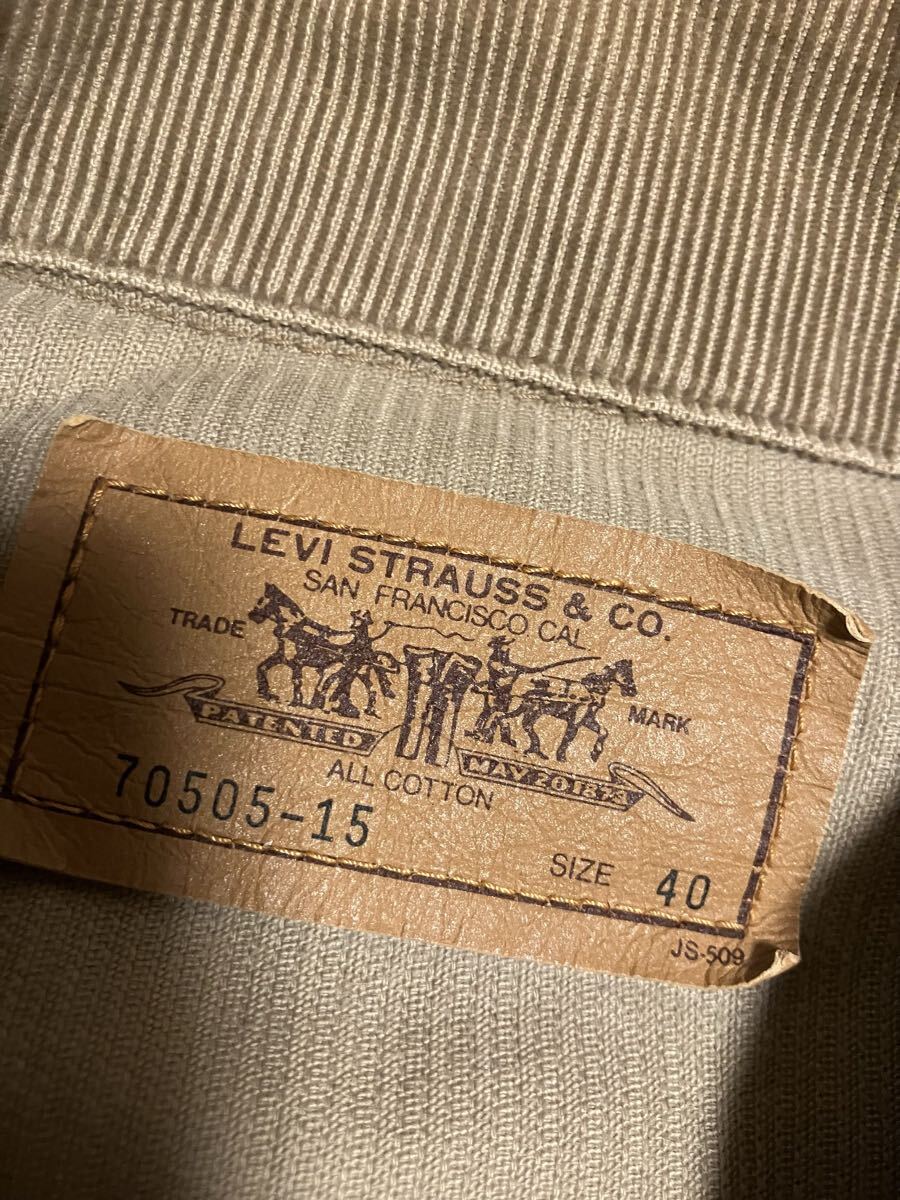 LEVI STRAUSS & CO.
SAN FRANCISCO CAL
TRADE MARK
PATENTED MAY 20 1873
ALL COTTON
70505-15
SIZE 40
JS-509